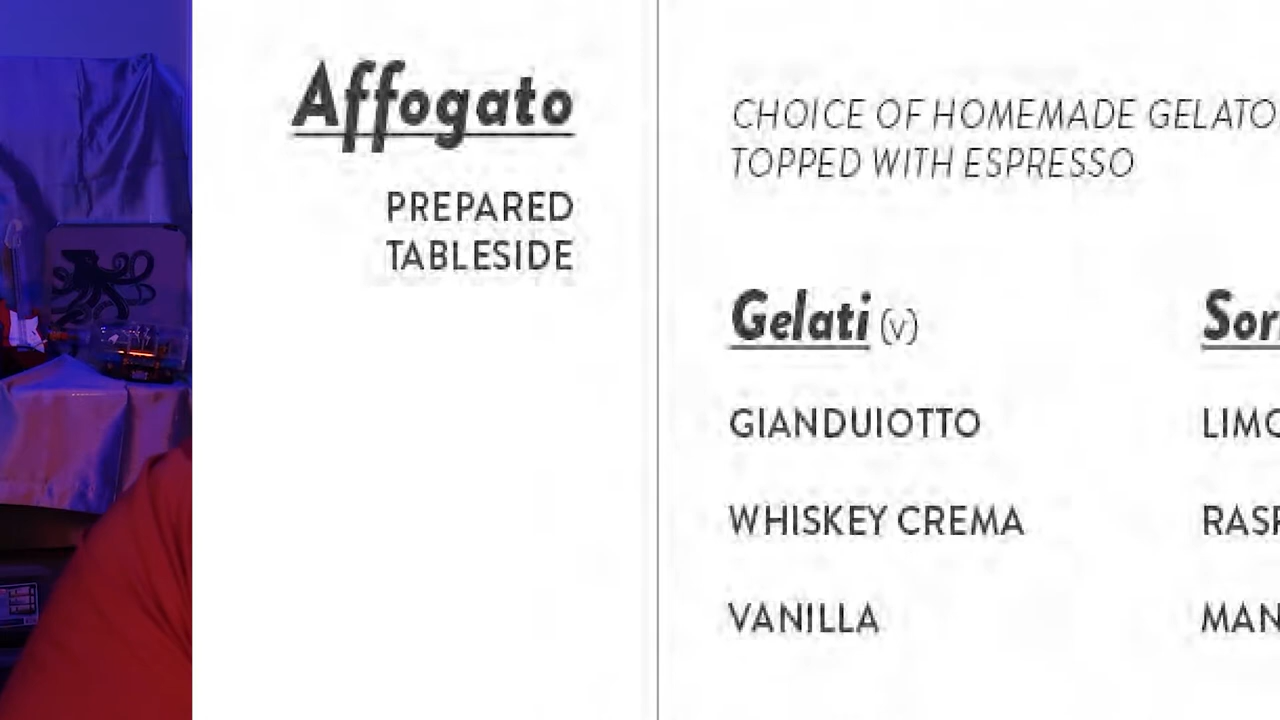 Affogato
PREPARED
TABLESIDE
CHOICE OF HOMEMADE GELATO
TOPPED WITH ESPRESSO
Gelati (v)
GIANDUIOTTO
WHISKEY CREMA
VANILLA